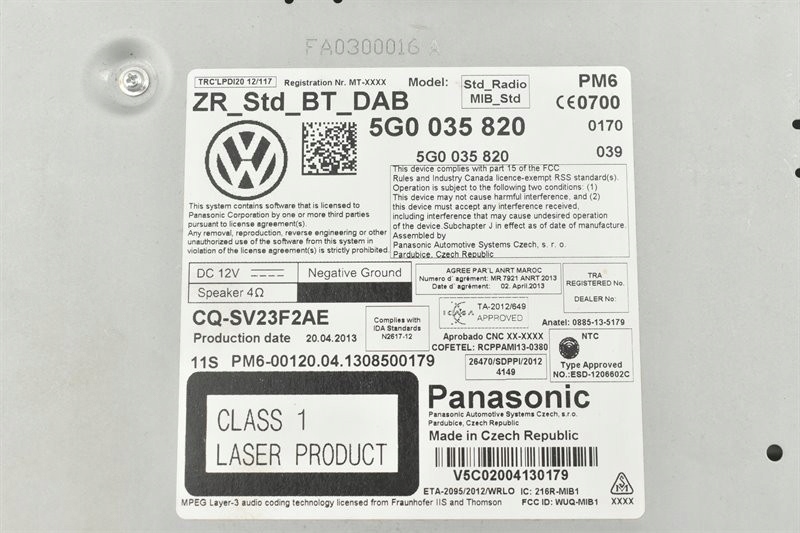 FA0300016 A
TRC'LPDI20 12/117
Registration Nr. MT-XXXX
Model:
Std_Radio
MIB_Std
PM6
ZR_Std_BT_DAB
CE0700
5G0 035 820
0170
5G0 035 820
039
This device complies with part 15 of the FCC
Rules and Industry Canada licence-exempt RSS standard(s).
Operation is subject to the following two conditions: (1)
This device may not cause harmful interference, and (2)
this device must accept any interference received,
including interference that may cause undesired operation
of the device.Subchapter J in effect as of date of manufacture.
Assembled by
Panasonic Automotive Systems Czech, s. r. o.
Pardubice, Czech Republic
This system contains software that is licensed to
Panasonic Corporation by one or more third parties
pursuant to license agreement(s).
Any removal, reproduction, reverse engineering or other
unauthorized use of the software from this system in
violation of the license agreement(s) is strictly prohibited.
DC 12V
Negative Ground
Speaker 4Ω
AGREE PAR'L ANRT MAROC
Numero d' agrément: MR 7921 ANRT 2013
Date d' agrément: 02. April.2013
TRA
REGISTERED No.
DEALER No:
CQ-SV23F2AE
Production date 20.04.2013
Complies with
IDA Standards
N2617-12
ICASA
TA-2012/649
APPROVED
Anatel: 0885-13-5179
Aprobado CNC XX-XXXX
COFETEL: RCPPAMI13-0380
NTC
Type Approved
NO.:ESD-1206602C
11S PM6-00120.04.1308500179
26470/SDPPI/2012
4149
CLASS 1
LASER PRODUCT
Panasonic
Panasonic Automotive Systems Czech, s.r.o.
Pardubice, Czech Republic
Made in Czech Republic
V5C02004130179
ETA-2095/2012/WRLO IC: 216R-MIB1
MPEG Layer-3 audio coding technology licensed from Fraunhofer IIS and Thomson
FCC ID: WUQ-MIB1
XXXX